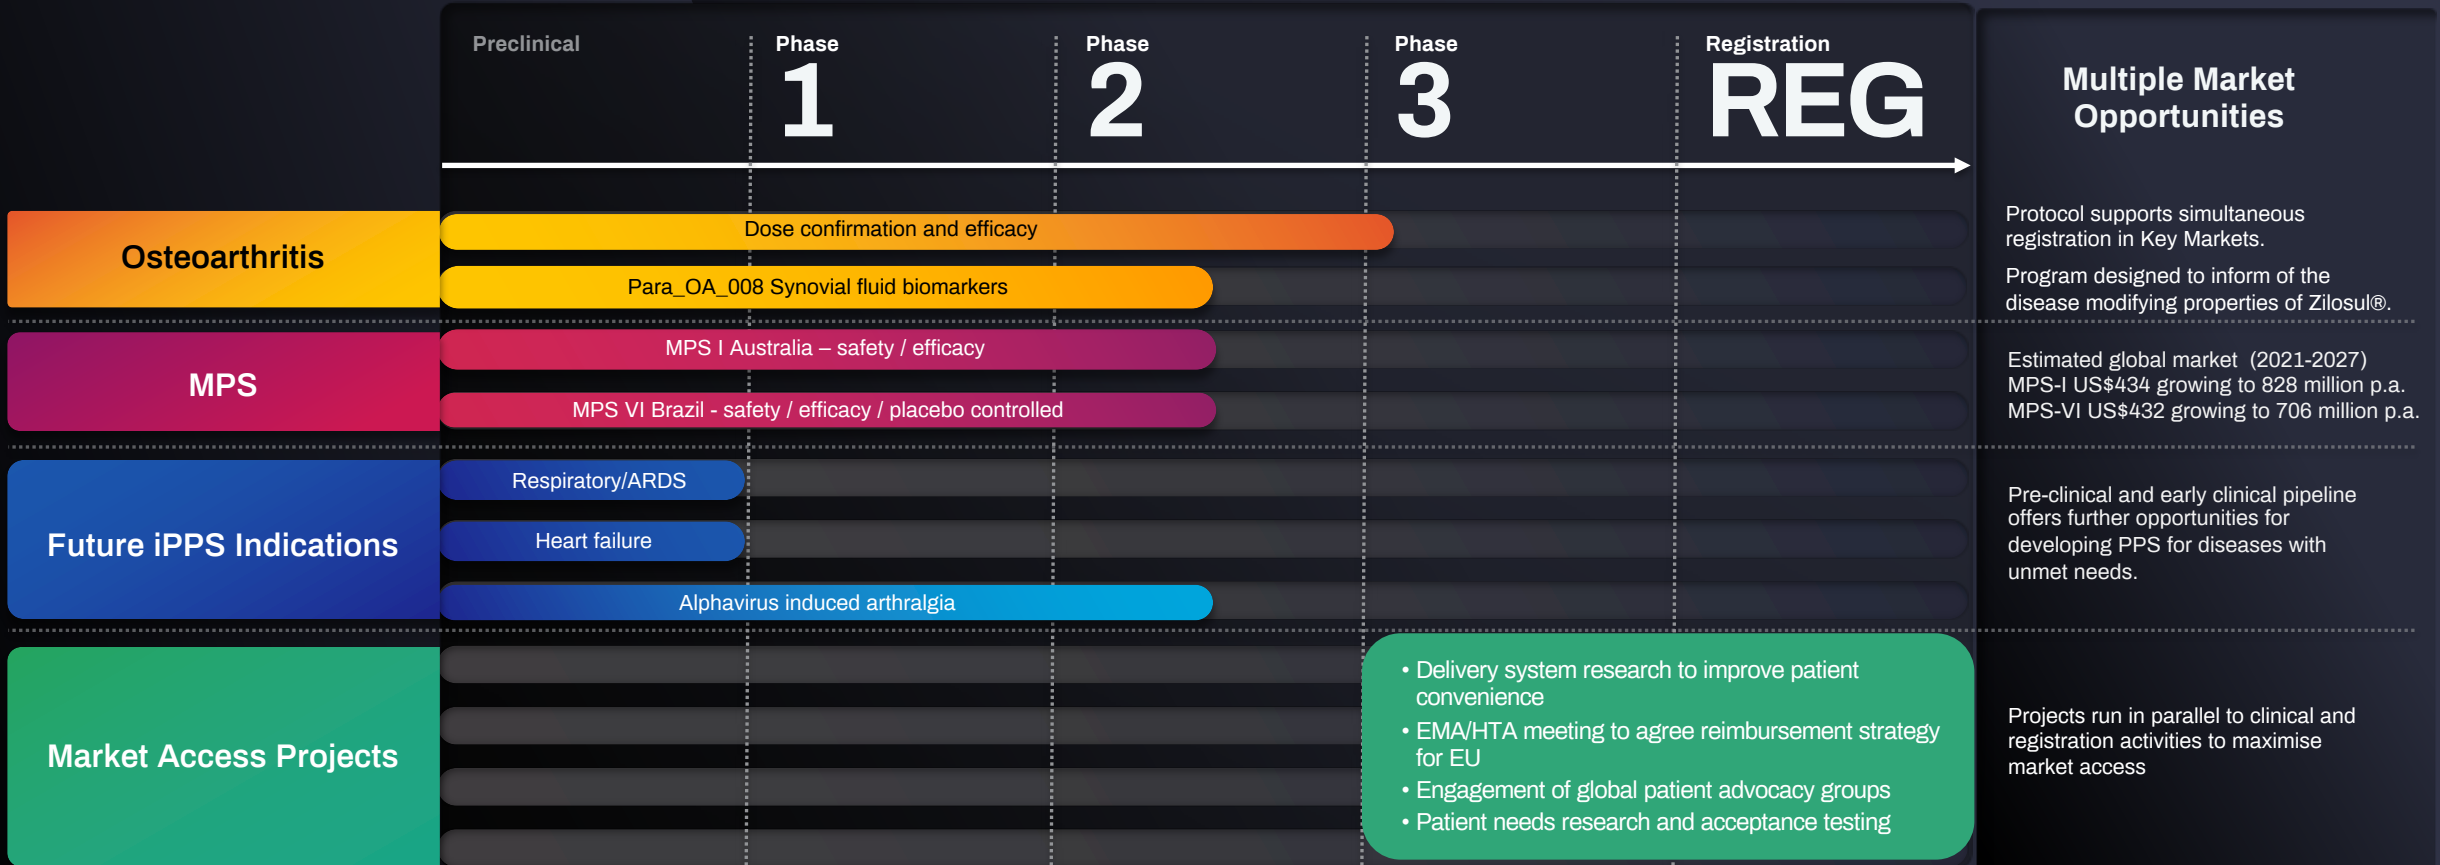 Preclinical
Phase
1
Phase
2
Phase
3
Registration
REG
Multiple Market
Opportunities
Osteoarthritis
Dose confirmation and efficacy
Para_OA_008 Synovial fluid biomarkers
Protocol supports simultaneous
registration in Key Markets.
Program designed to inform of the
disease modifying properties of Zilosul®.
MPS
MPS I Australia – safety / efficacy
MPS VI Brazil - safety / efficacy / placebo controlled
Estimated global market (2021-2027)
MPS-I US$434 growing to 828 million p.a.
MPS-VI US$432 growing to 706 million p.a.
Future iPPS Indications
Respiratory/ARDS
Heart failure
Alphavirus induced arthralgia
Pre-clinical and early clinical pipeline
offers further opportunities for
developing PPS for diseases with
unmet needs.
Market Access Projects
• Delivery system research to improve patient
convenience
• EMA/HTA meeting to agree reimbursement strategy
for EU
• Engagement of global patient advocacy groups
• Patient needs research and acceptance testing
Projects run in parallel to clinical and
registration activities to maximise
market access